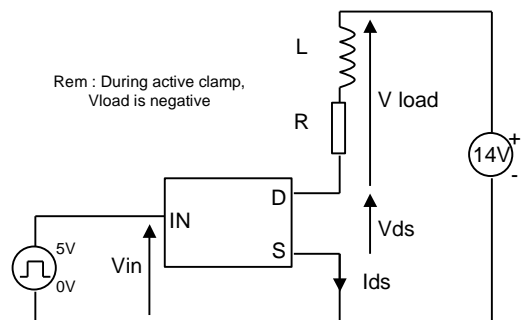 L
Rem : During active clamp,
Vload is negative
V load
R
14V
+
-
D
IN
Vds
S
5V
0V
Vin
Ids